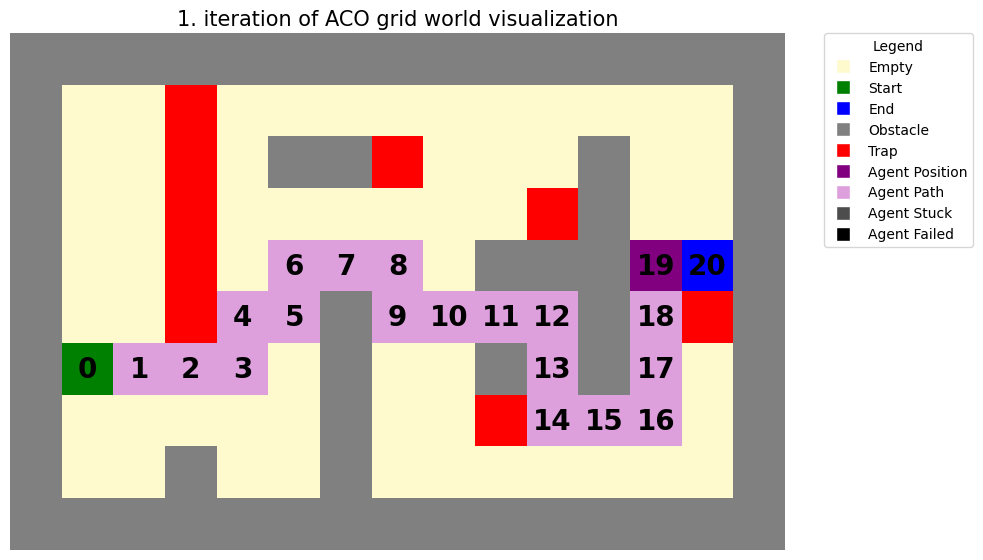 1. iteration of ACO grid world visualization
Legend
Empty
Start
End
Obstacle
Trap
Agent Position
Agent Path
Agent Stuck
Agent Failed
6 7 8 19 20
4 5 9 10 11 12 18
0 1 2 3 13 17
14 15 16